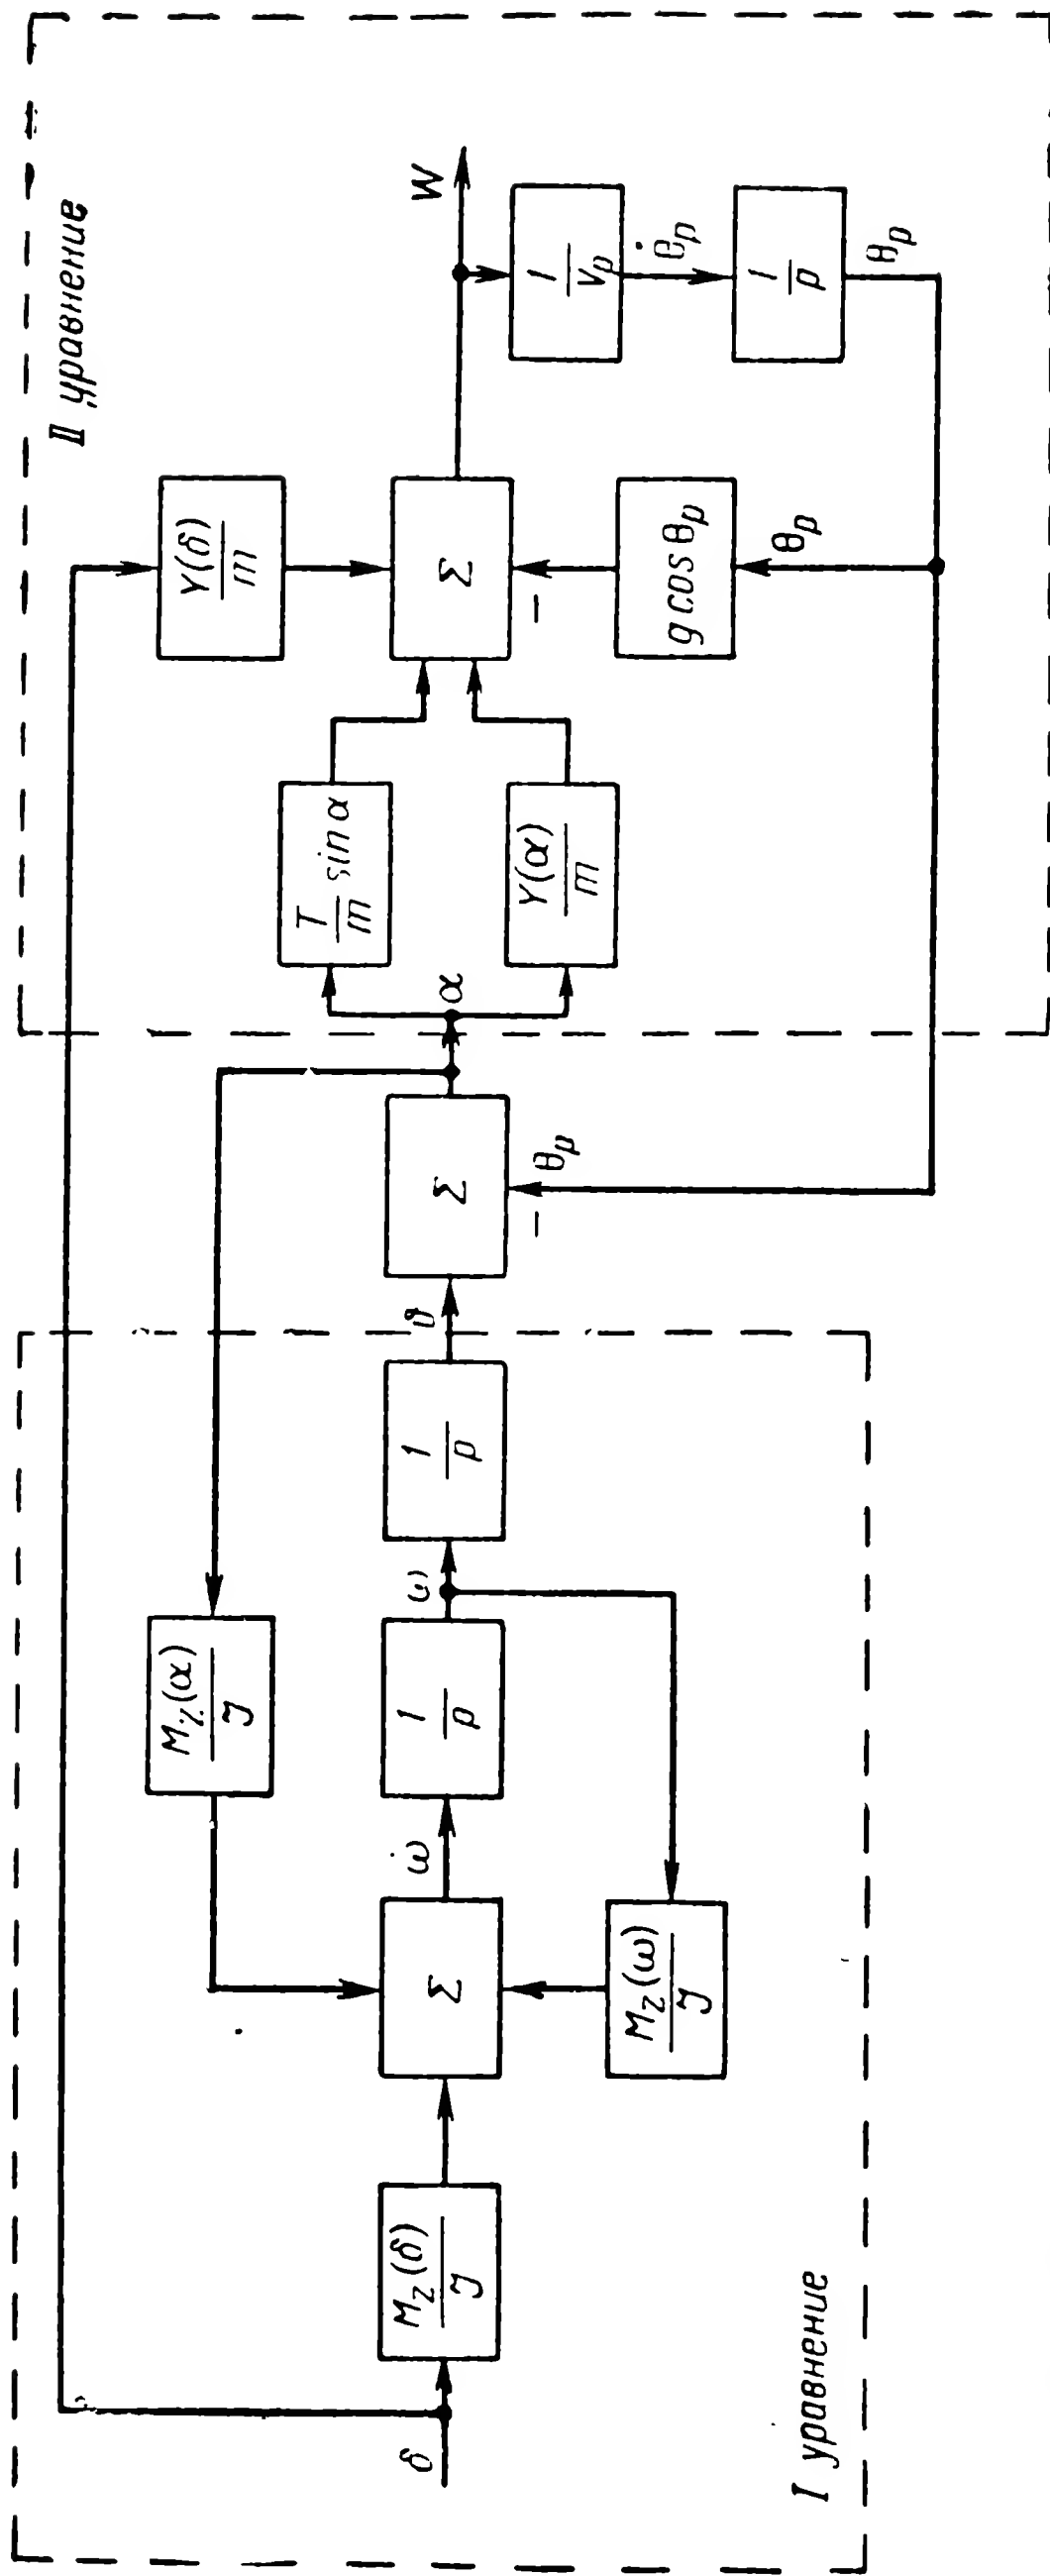 II уравнение
Y(δ)
m
W
T
m
sin α
Σ
1
v_p
θ̇_p
1
p
θ_p
α
Y(α)
m
−
g cos θ_p
θ_p
M_z(α)
J
δ
M_z(δ)
J
Σ
ω̇
1
p
ω
1
p
ϑ
Σ
−
θ_p
M_z(ω)
J
I уравнение